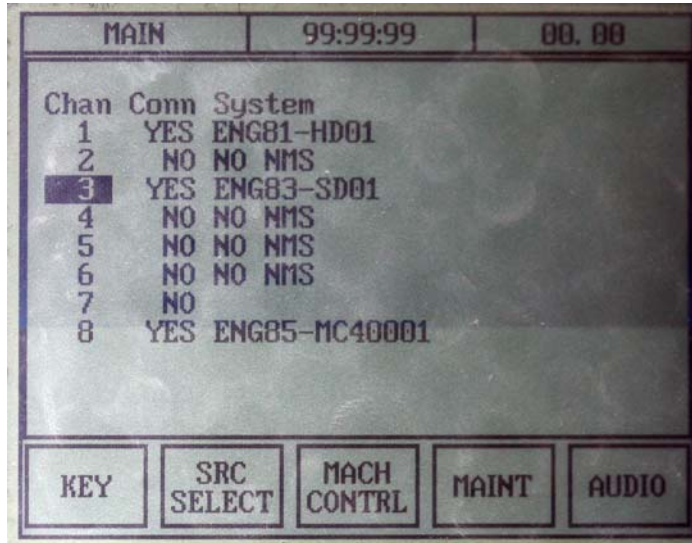 MAIN 99:99:99 00.00
Chan Conn System
1 YES ENG81-HD01
2 NO NO NMS
3 YES ENG83-SD01
4 NO NO NMS
5 NO NO NMS
6 NO NO NMS
7 NO
8 YES ENG85-MC40001
KEY
SRC
SELECT
MACH
CONTRL
MAINT
AUDIO